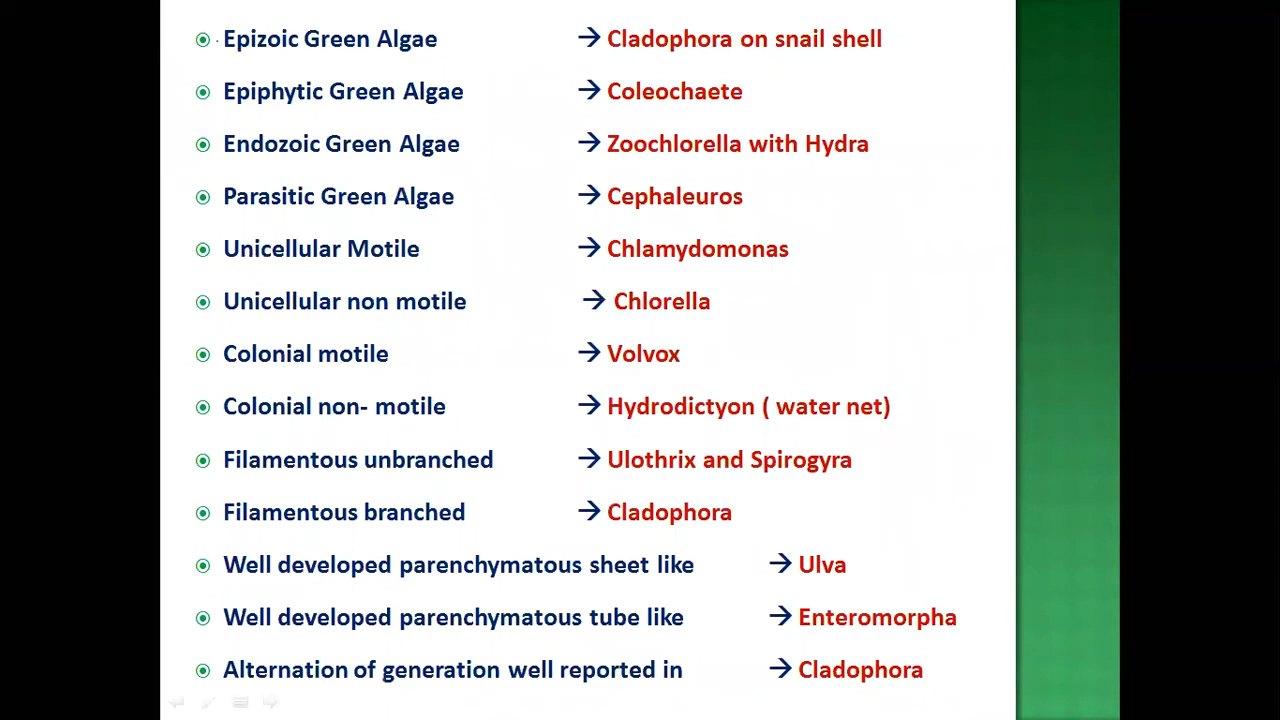 Epizoic Green Algae → Cladophora on snail shell
Epiphytic Green Algae → Coleochaete
Endozoic Green Algae → Zoochlorella with Hydra
Parasitic Green Algae → Cephaleuros
Unicellular Motile → Chlamydomonas
Unicellular non motile → Chlorella
Colonial motile → Volvox
Colonial non- motile → Hydrodictyon ( water net)
Filamentous unbranched → Ulothrix and Spirogyra
Filamentous branched → Cladophora
Well developed parenchymatous sheet like → Ulva
Well developed parenchymatous tube like → Enteromorpha
Alternation of generation well reported in → Cladophora